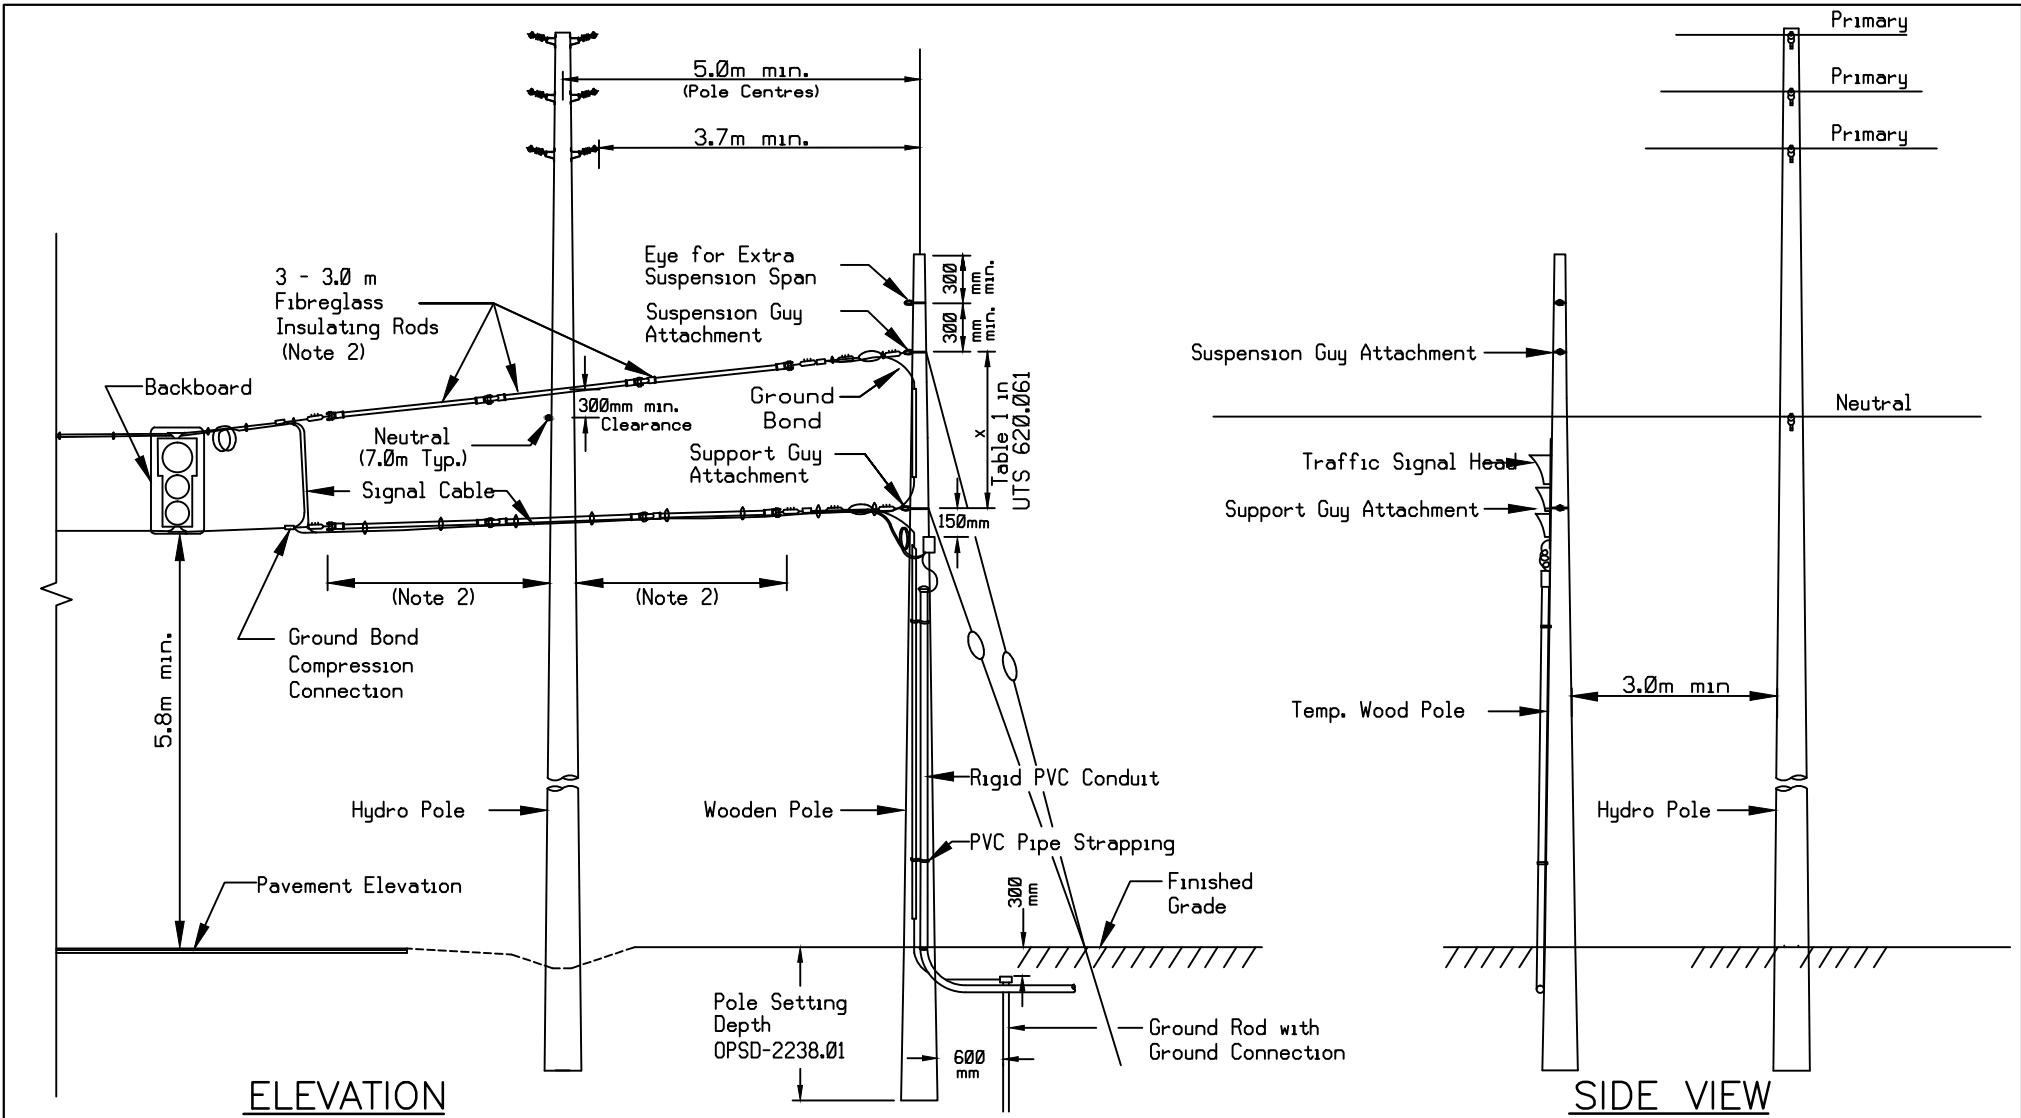 5.0m min.
(Pole Centres)
3.7m min.
Primary
Primary
Primary
3 - 3.0 m
Fibreglass
Insulating Rods
(Note 2)
Eye for Extra
Suspension Span
Suspension Guy
Attachment
300
mm
min.
300
mm
min.
Backboard
300mm min.
Clearance
Ground
Bond
Neutral
(7.0m Typ.)
Support Guy
Attachment
Signal Cable
x
Table 1 in
UTS 620.061
150mm
(Note 2)
(Note 2)
Ground Bond
Compression
Connection
5.8m min.
Rigid PVC Conduit
Hydro Pole
Wooden Pole
PVC Pipe Strapping
Pavement Elevation
300
mm
Finished
Grade
Pole Setting
Depth
OPSD-2238.01
600
mm
Ground Rod with
Ground Connection
ELEVATION
Suspension Guy Attachment
Neutral
Traffic Signal Head
Support Guy Attachment
3.0m min
Temp. Wood Pole
Hydro Pole
SIDE VIEW